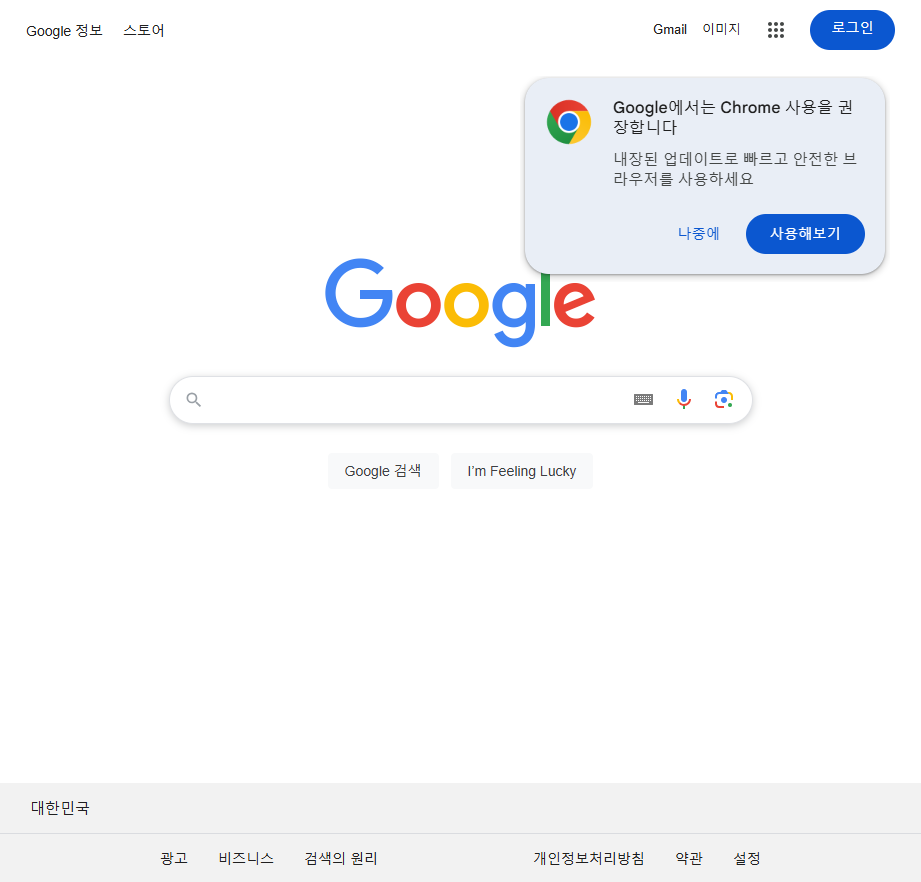 Google 정보 스토어 Gmail 이미지 로그인
Google에서는 Chrome 사용을 권
장합니다
내장된 업데이트로 빠르고 안전한 브
라우저를 사용하세요
나중에 사용해보기
Google
Google 검색 I'm Feeling Lucky
대한민국
광고 비즈니스 검색의 원리 개인정보처리방침 약관 설정